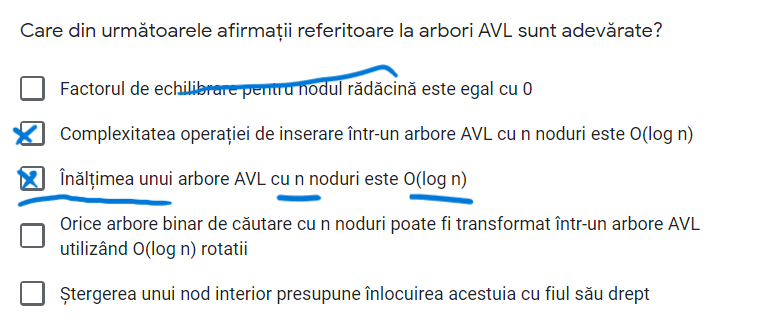 Care din următoarele afirmații referitoare la arbori AVL sunt adevărate?
Factorul de echilibrare pentru nodul rădăcină este egal cu 0
Complexitatea operației de inserare într-un arbore AVL cu n noduri este O(log n)
Înălțimea unui arbore AVL cu n noduri este O(log n)
Orice arbore binar de căutare cu n noduri poate fi transformat într-un arbore AVL
utilizând O(log n) rotatii
Ștergerea unui nod interior presupune înlocuirea acestuia cu fiul său drept